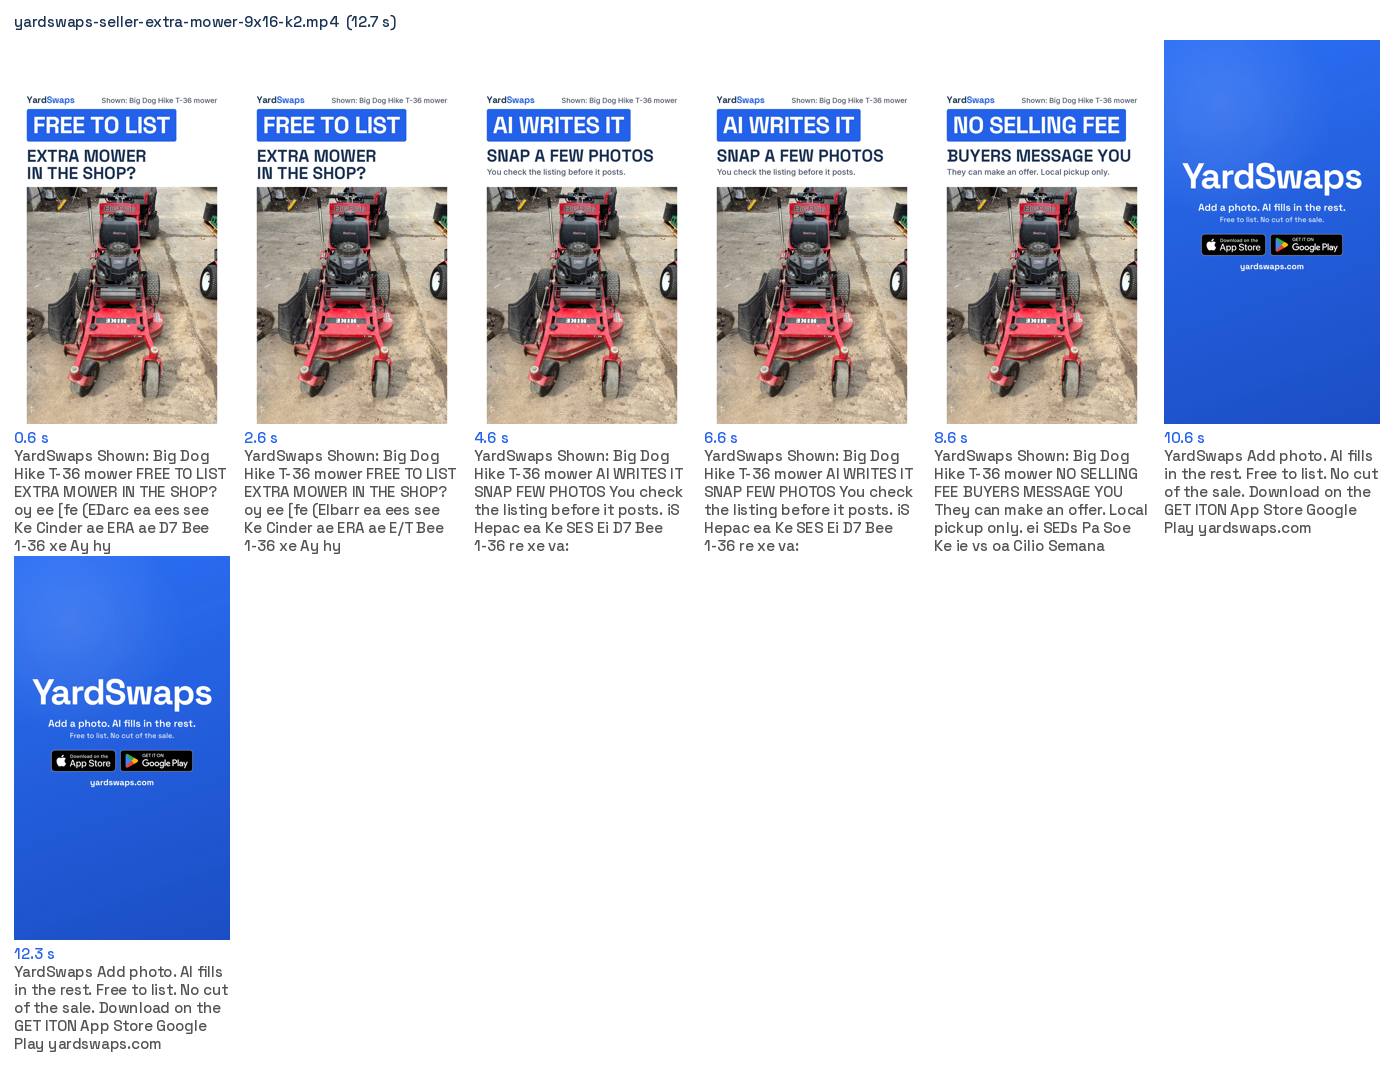 yardswaps-seller-extra-mower-9x16-k2.mp4 (12.7 s)
YardSwaps Shown: Big Dog Hike T-36 mower
FREE TO LIST
EXTRA MOWER
IN THE SHOP?
HIKE
0.6 s
YardSwaps Shown: Big Dog
Hike T-36 mower FREE TO LIST
EXTRA MOWER IN THE SHOP?
oy ee [fe (EDarc ea ees see
Ke Cinder ae ERA ae D7 Bee
1-36 xe Ay hy
YardSwaps Shown: Big Dog Hike T-36 mower
FREE TO LIST
EXTRA MOWER
IN THE SHOP?
HIKE
2.6 s
YardSwaps Shown: Big Dog
Hike T-36 mower FREE TO LIST
EXTRA MOWER IN THE SHOP?
oy ee [fe (Elbarr ea ees see
Ke Cinder ae ERA ae E/T Bee
1-36 xe Ay hy
YardSwaps Shown: Big Dog Hike T-36 mower
AI WRITES IT
SNAP A FEW PHOTOS
You check the listing before it posts.
HIKE
4.6 s
YardSwaps Shown: Big Dog
Hike T-36 mower AI WRITES IT
SNAP FEW PHOTOS You check
the listing before it posts. iS
Hepac ea Ke SES Ei D7 Bee
1-36 re xe va:
YardSwaps Shown: Big Dog Hike T-36 mower
AI WRITES IT
SNAP A FEW PHOTOS
You check the listing before it posts.
HIKE
6.6 s
YardSwaps Shown: Big Dog
Hike T-36 mower AI WRITES IT
SNAP FEW PHOTOS You check
the listing before it posts. iS
Hepac ea Ke SES Ei D7 Bee
1-36 re xe va:
YardSwaps Shown: Big Dog Hike T-36 mower
NO SELLING FEE
BUYERS MESSAGE YOU
They can make an offer. Local pickup only.
HIKE
8.6 s
YardSwaps Shown: Big Dog
Hike T-36 mower NO SELLING
FEE BUYERS MESSAGE YOU
They can make an offer. Local
pickup only. ei SEDs Pa Soe
Ke ie vs oa Cilio Semana
YardSwaps
Add a photo. AI fills in the rest.
Free to list. No cut of the sale.
Download on the App Store GET IT ON Google Play
yardswaps.com
10.6 s
YardSwaps Add photo. AI fills
in the rest. Free to list. No cut
of the sale. Download on the
GET ITON App Store Google
Play yardswaps.com
YardSwaps
Add a photo. AI fills in the rest.
Free to list. No cut of the sale.
Download on the App Store GET IT ON Google Play
yardswaps.com
12.3 s
YardSwaps Add photo. AI fills
in the rest. Free to list. No cut
of the sale. Download on the
GET ITON App Store Google
Play yardswaps.com